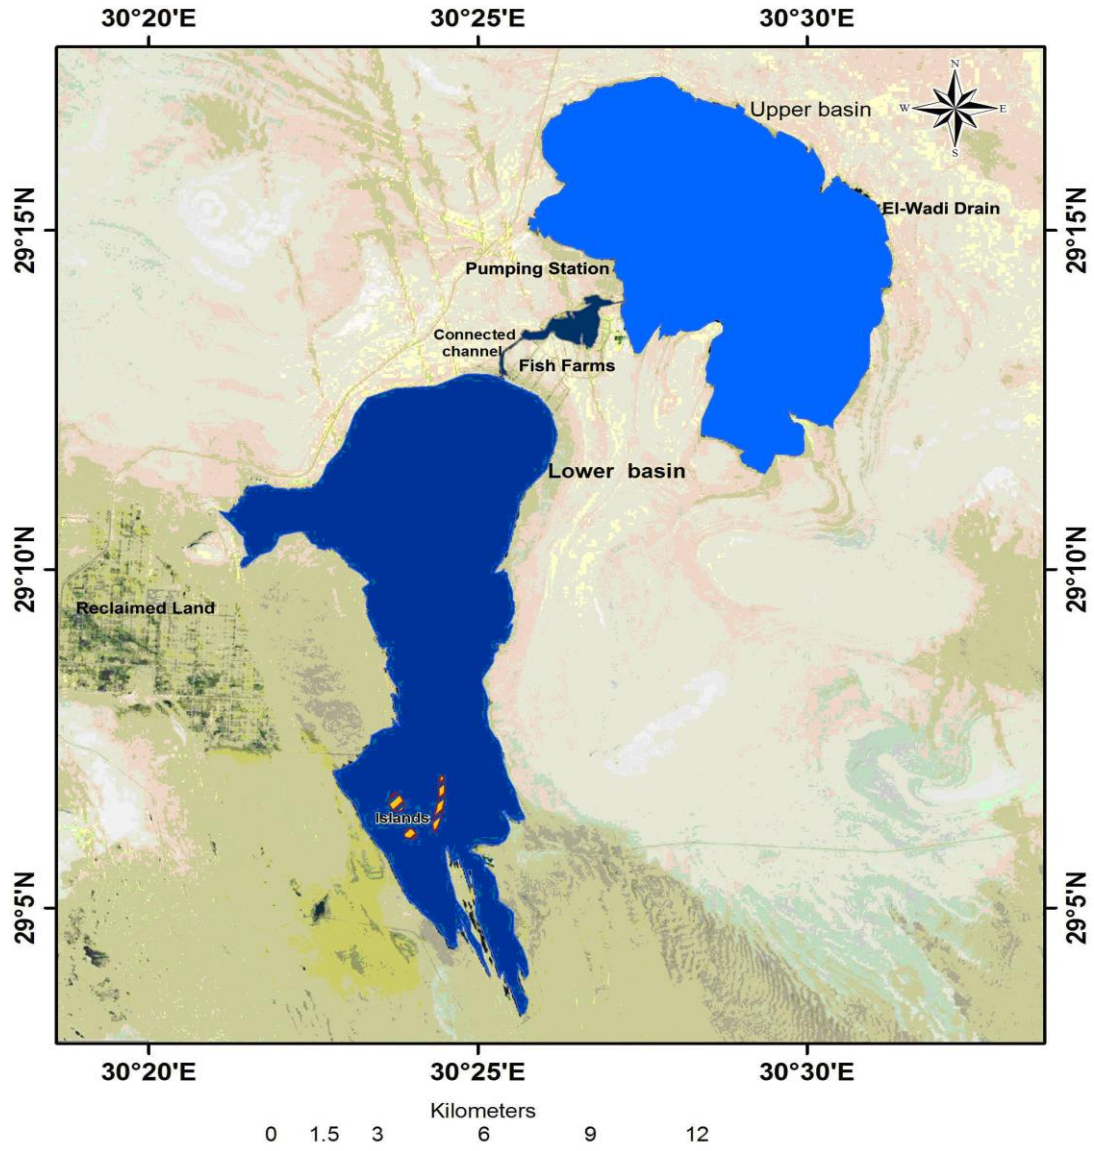 30°20'E 30°25'E 30°30'E
N
Upper basin
W E
S
29°15'N
El-Wadi Drain
29°15'N
Pumping Station
Connected
channel
Fish Farms
Lower basin
29°10'N
29°10'N
Reclaimed Land
Islands
29°5'N
29°5'N
30°20'E 30°25'E 30°30'E
Kilometers
0 1.5 3 6 9 12